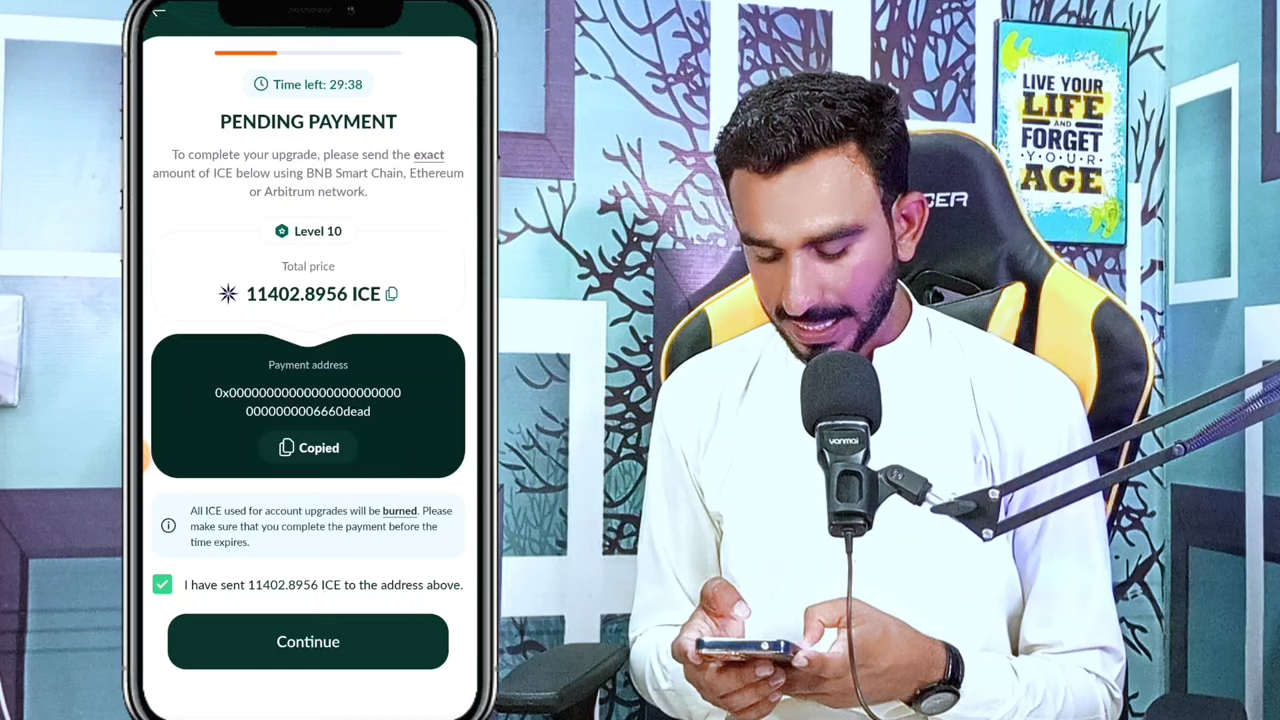 Time left: 29:38
PENDING PAYMENT
To complete your upgrade, please send the exact
amount of ICE below using BNB Smart Chain, Ethereum
or Arbitrum network.
Level 10
Total price
11402.8956 ICE
Payment address
0x00000000000000000000000
0000000006660dead
Copied
All ICE used for account upgrades will be burned. Please
make sure that you complete the payment before the
time expires.
I have sent 11402.8956 ICE to the address above.
Continue
LIVE YOUR
LIFE
AND
FORGET
·Y·O·U·R·
AGE
vanmai